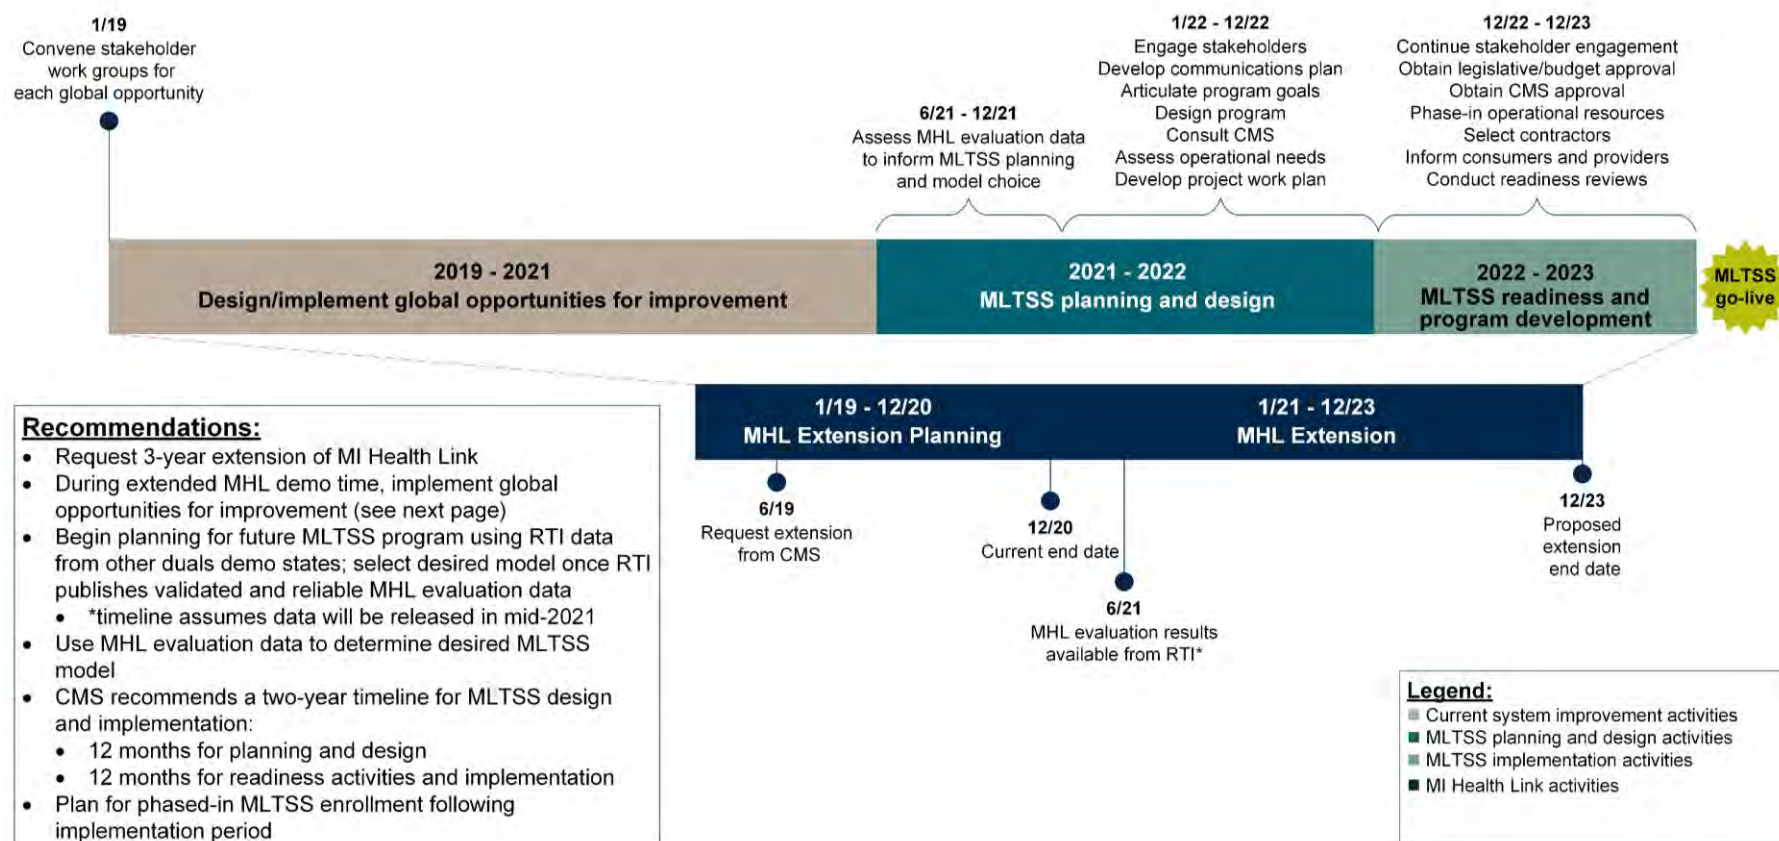 1/19
Convene stakeholder
work groups for
each global opportunity
6/21 - 12/21
Assess MHL evaluation data
to inform MLTSS planning
and model choice
1/22 - 12/22
Engage stakeholders
Develop communications plan
Articulate program goals
Design program
Consult CMS
Assess operational needs
Develop project work plan
12/22 - 12/23
Continue stakeholder engagement
Obtain legislative/budget approval
Obtain CMS approval
Phase-in operational resources
Select contractors
Inform consumers and providers
Conduct readiness reviews
2019 - 2021
Design/implement global opportunities for improvement
2021 - 2022
MLTSS planning and design
2022 - 2023
MLTSS readiness and
program development
MLTSS
go-live
1/19 - 12/20
MHL Extension Planning
1/21 - 12/23
MHL Extension
6/19
Request extension
from CMS
12/20
Current end date
6/21
MHL evaluation results
available from RTI*
12/23
Proposed
extension
end date
Recommendations:
• Request 3-year extension of MI Health Link
• During extended MHL demo time, implement global
opportunities for improvement (see next page)
• Begin planning for future MLTSS program using RTI data
from other duals demo states; select desired model once RTI
publishes validated and reliable MHL evaluation data
• *timeline assumes data will be released in mid-2021
• Use MHL evaluation data to determine desired MLTSS
model
• CMS recommends a two-year timeline for MLTSS design
and implementation:
• 12 months for planning and design
• 12 months for readiness activities and implementation
• Plan for phased-in MLTSS enrollment following
implementation period
Legend:
Current system improvement activities
MLTSS planning and design activities
MLTSS implementation activities
MI Health Link activities